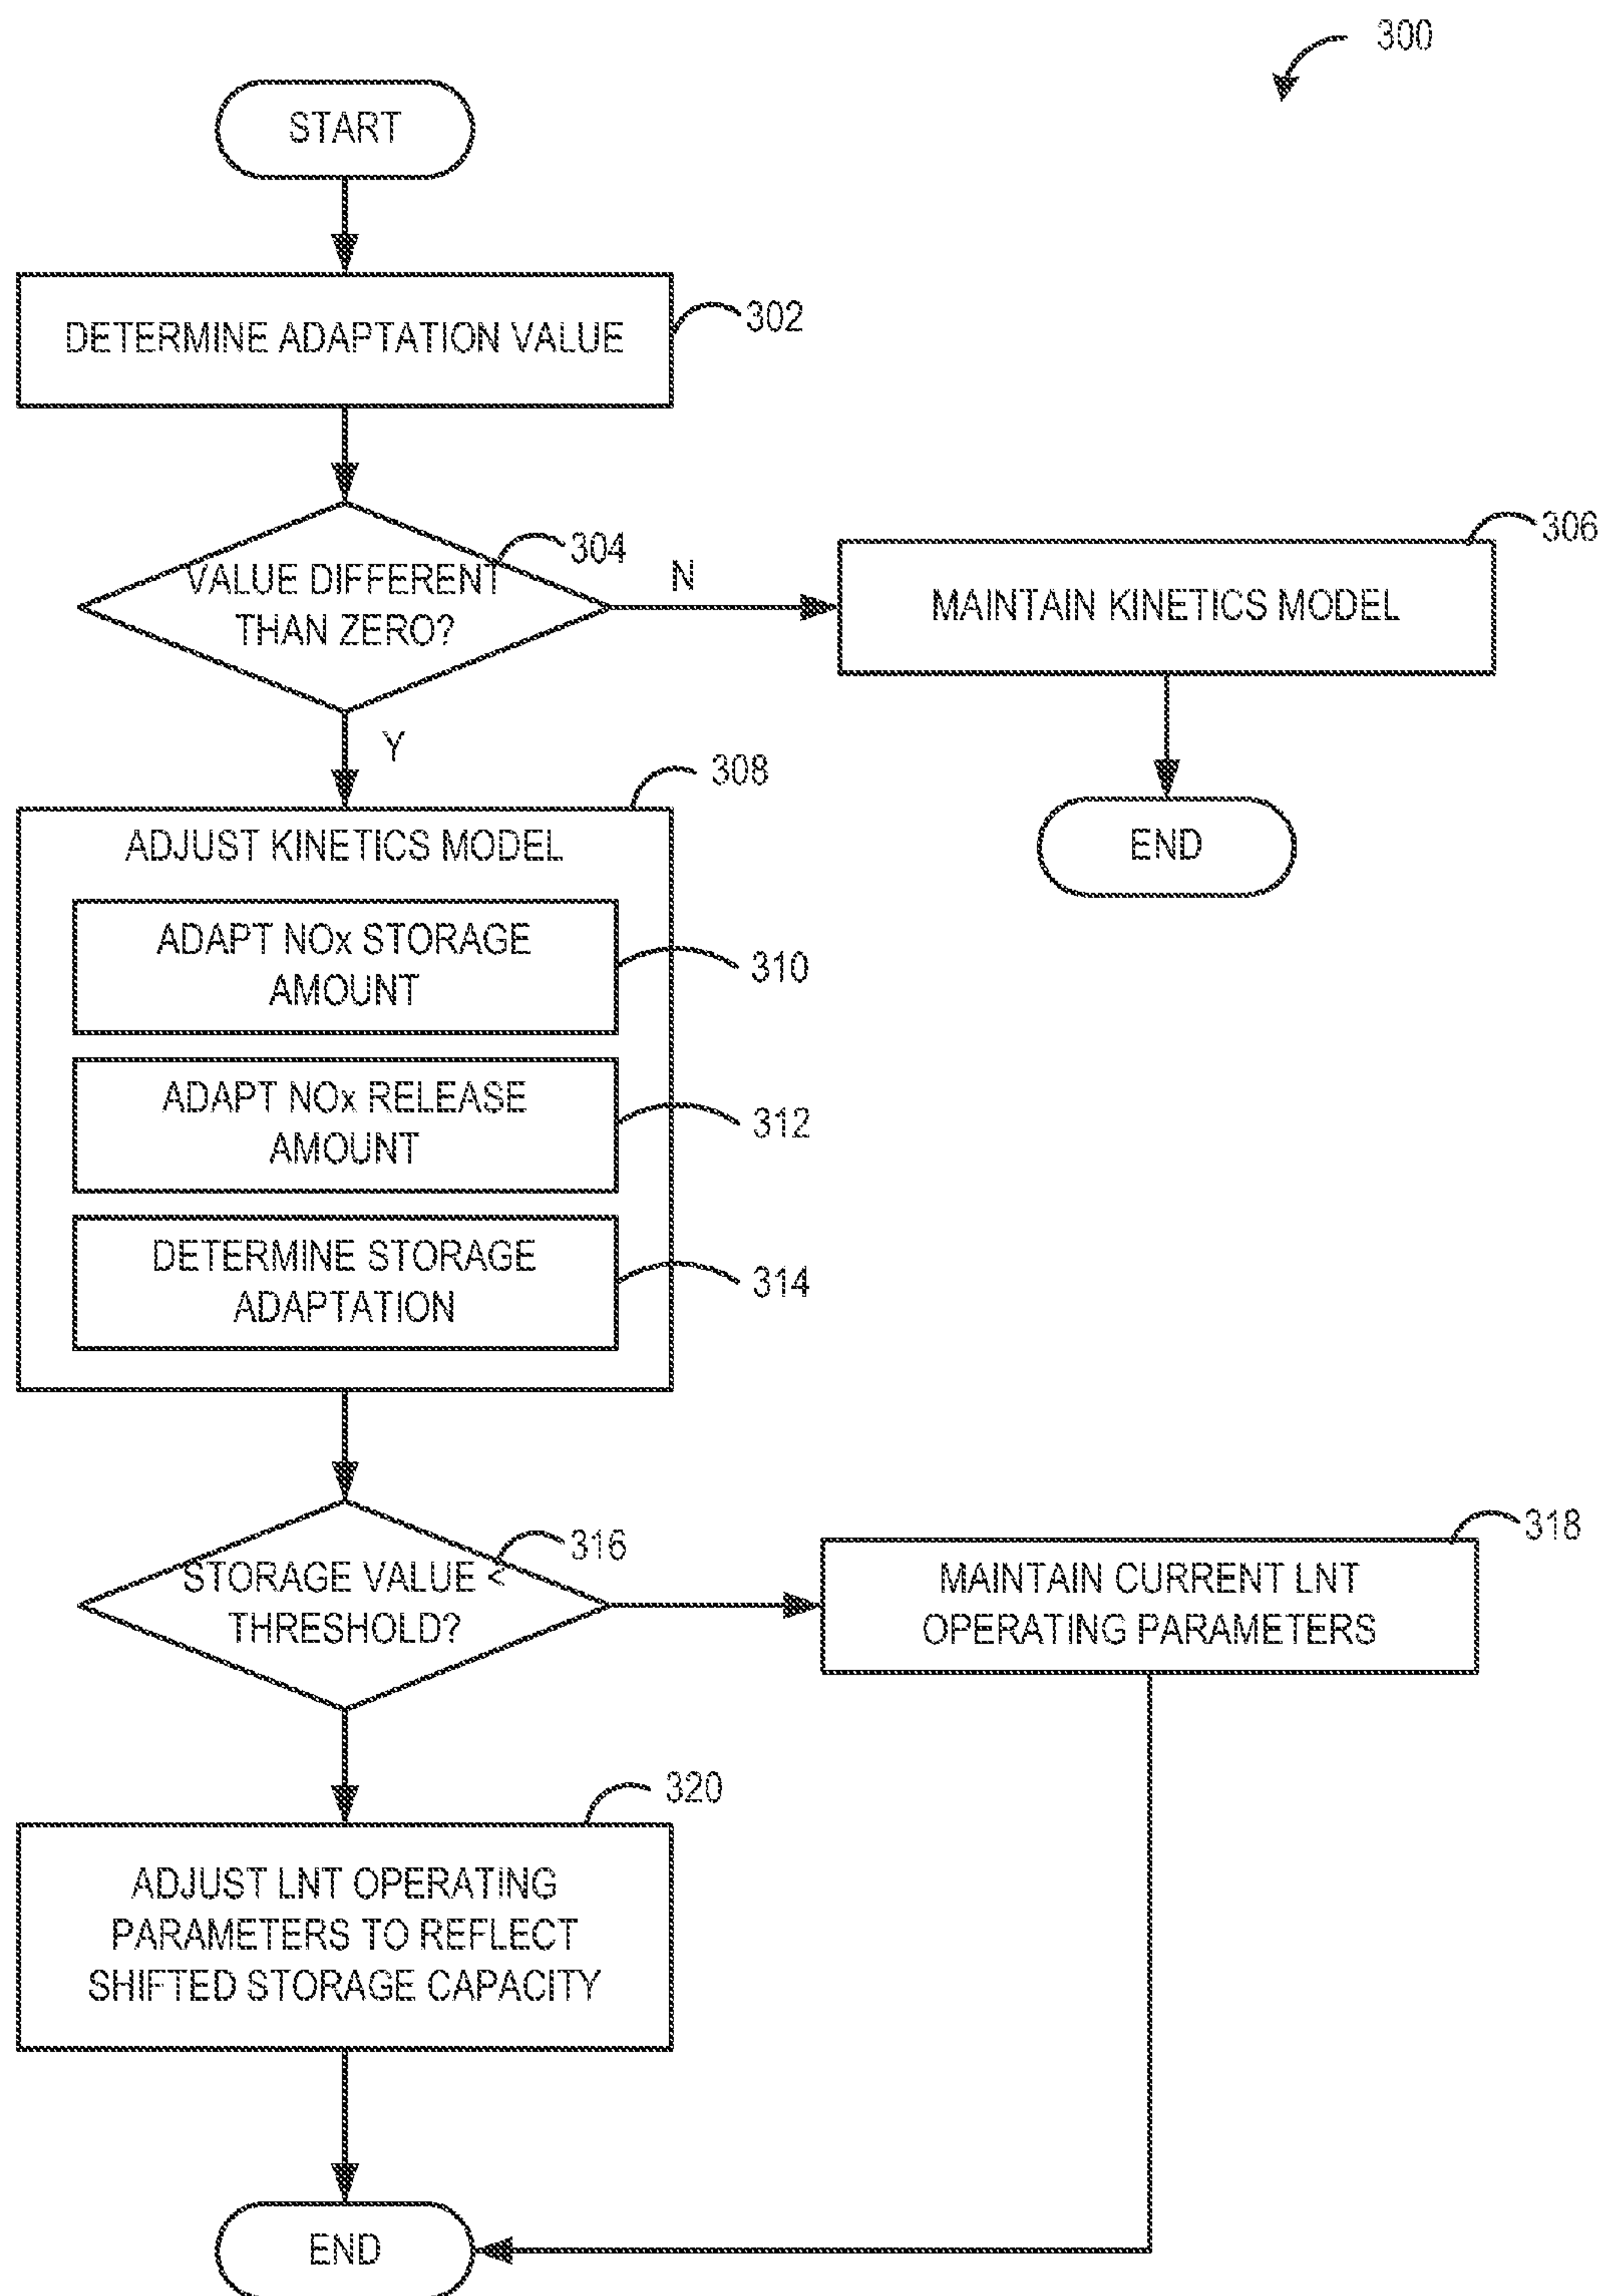 300
START
DETERMINE ADAPTATION VALUE
302
304
VALUE DIFFERENT
THAN ZERO?
N
306
MAINTAIN KINETICS MODEL
Y
END
308
ADJUST KINETICS MODEL
ADAPT NOx STORAGE
AMOUNT
310
ADAPT NOx RELEASE
AMOUNT
312
DETERMINE STORAGE
ADAPTATION
314
316
STORAGE VALUE <
THRESHOLD?
318
MAINTAIN CURRENT LNT
OPERATING PARAMETERS
320
ADJUST LNT OPERATING
PARAMETERS TO REFLECT
SHIFTED STORAGE CAPACITY
END